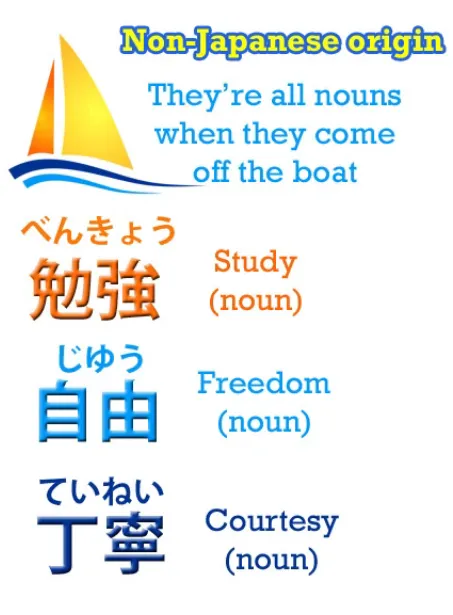 Non-Japanese origin
They're all nouns
when they come
off the boat
べんきょう
勉強
Study
(noun)
じゆう
自由
Freedom
(noun)
ていねい
丁寧
Courtesy
(noun)